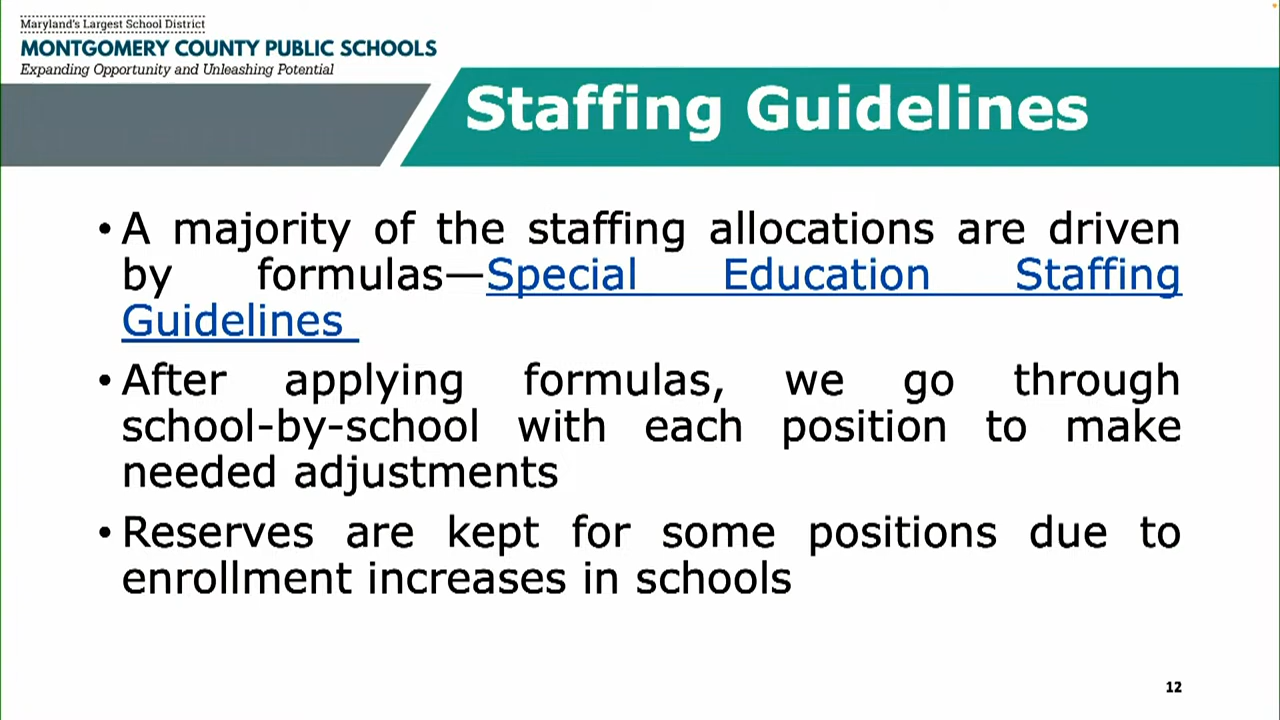 Maryland's Largest School District
MONTGOMERY COUNTY PUBLIC SCHOOLS
Expanding Opportunity and Unleashing Potential
Staffing Guidelines
• A majority of the staffing allocations are driven
by formulas—Special Education Staffing
Guidelines
• After applying formulas, we go through
school-by-school with each position to make
needed adjustments
• Reserves are kept for some positions due to
enrollment increases in schools
12